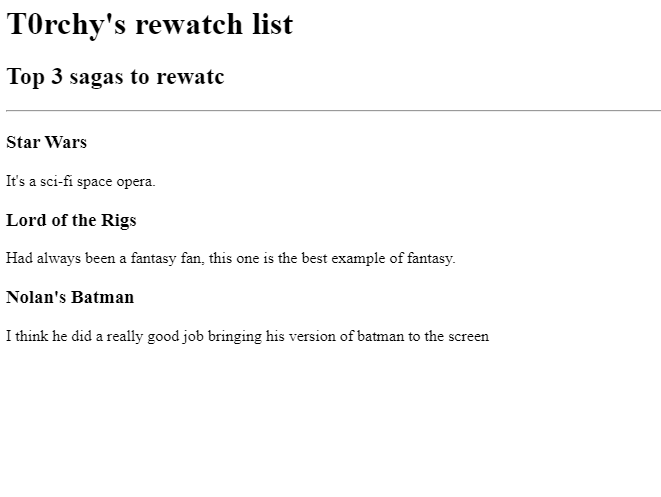 T0rchy's rewatch list
Top 3 sagas to rewatc
Star Wars
It's a sci-fi space opera.
Lord of the Rigs
Had always been a fantasy fan, this one is the best example of fantasy.
Nolan's Batman
I think he did a really good job bringing his version of batman to the screen